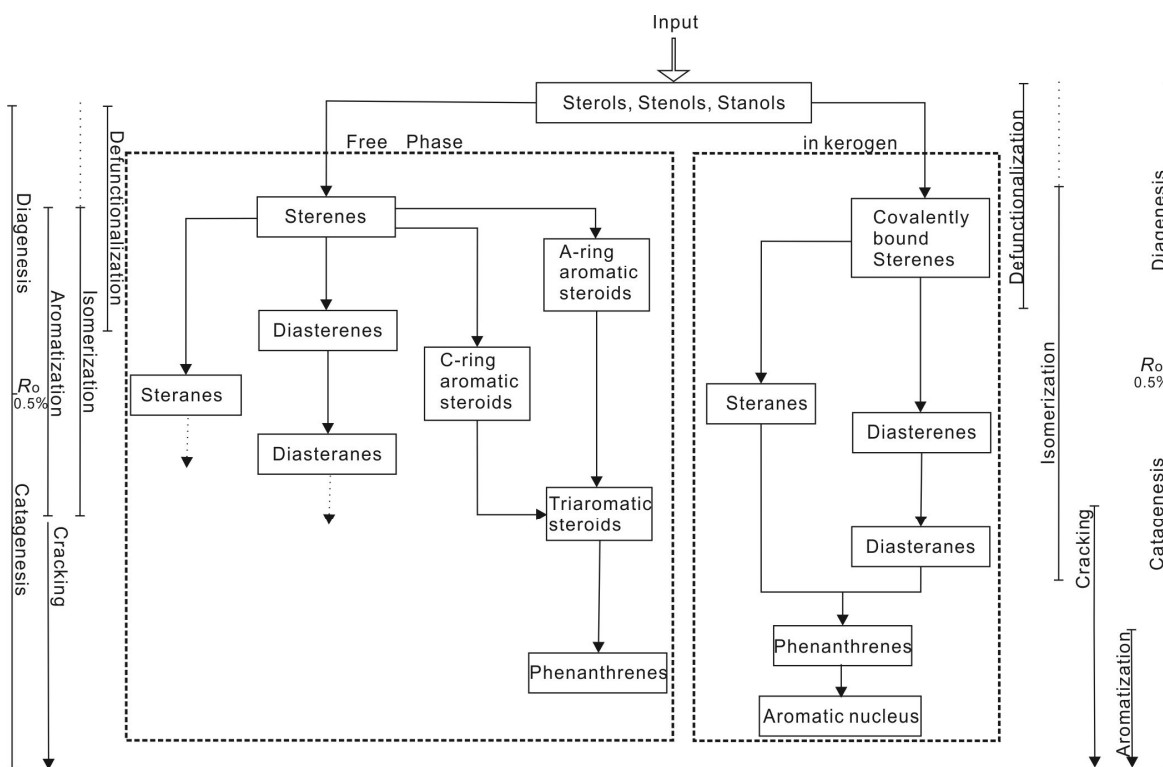 Input
Sterols, Stenols, Stanols
Free Phase
in kerogen
Diagenesis
Ro
0.5%
Catagenesis
Aromatization
Cracking
Isomerization
Defunctionalization
Sterenes
A-ring
aromatic
steroids
Diasterenes
C-ring
aromatic
steroids
Steranes
Diasteranes
Triaromatic
steroids
Phenanthrenes
Covalently
bound
Sterenes
Steranes
Diasterenes
Diasteranes
Phenanthrenes
Aromatic nucleus
Defunctionalization
Isomerization
Cracking
Aromatization
Diagenesis
Ro
0.5%
Catagenesis